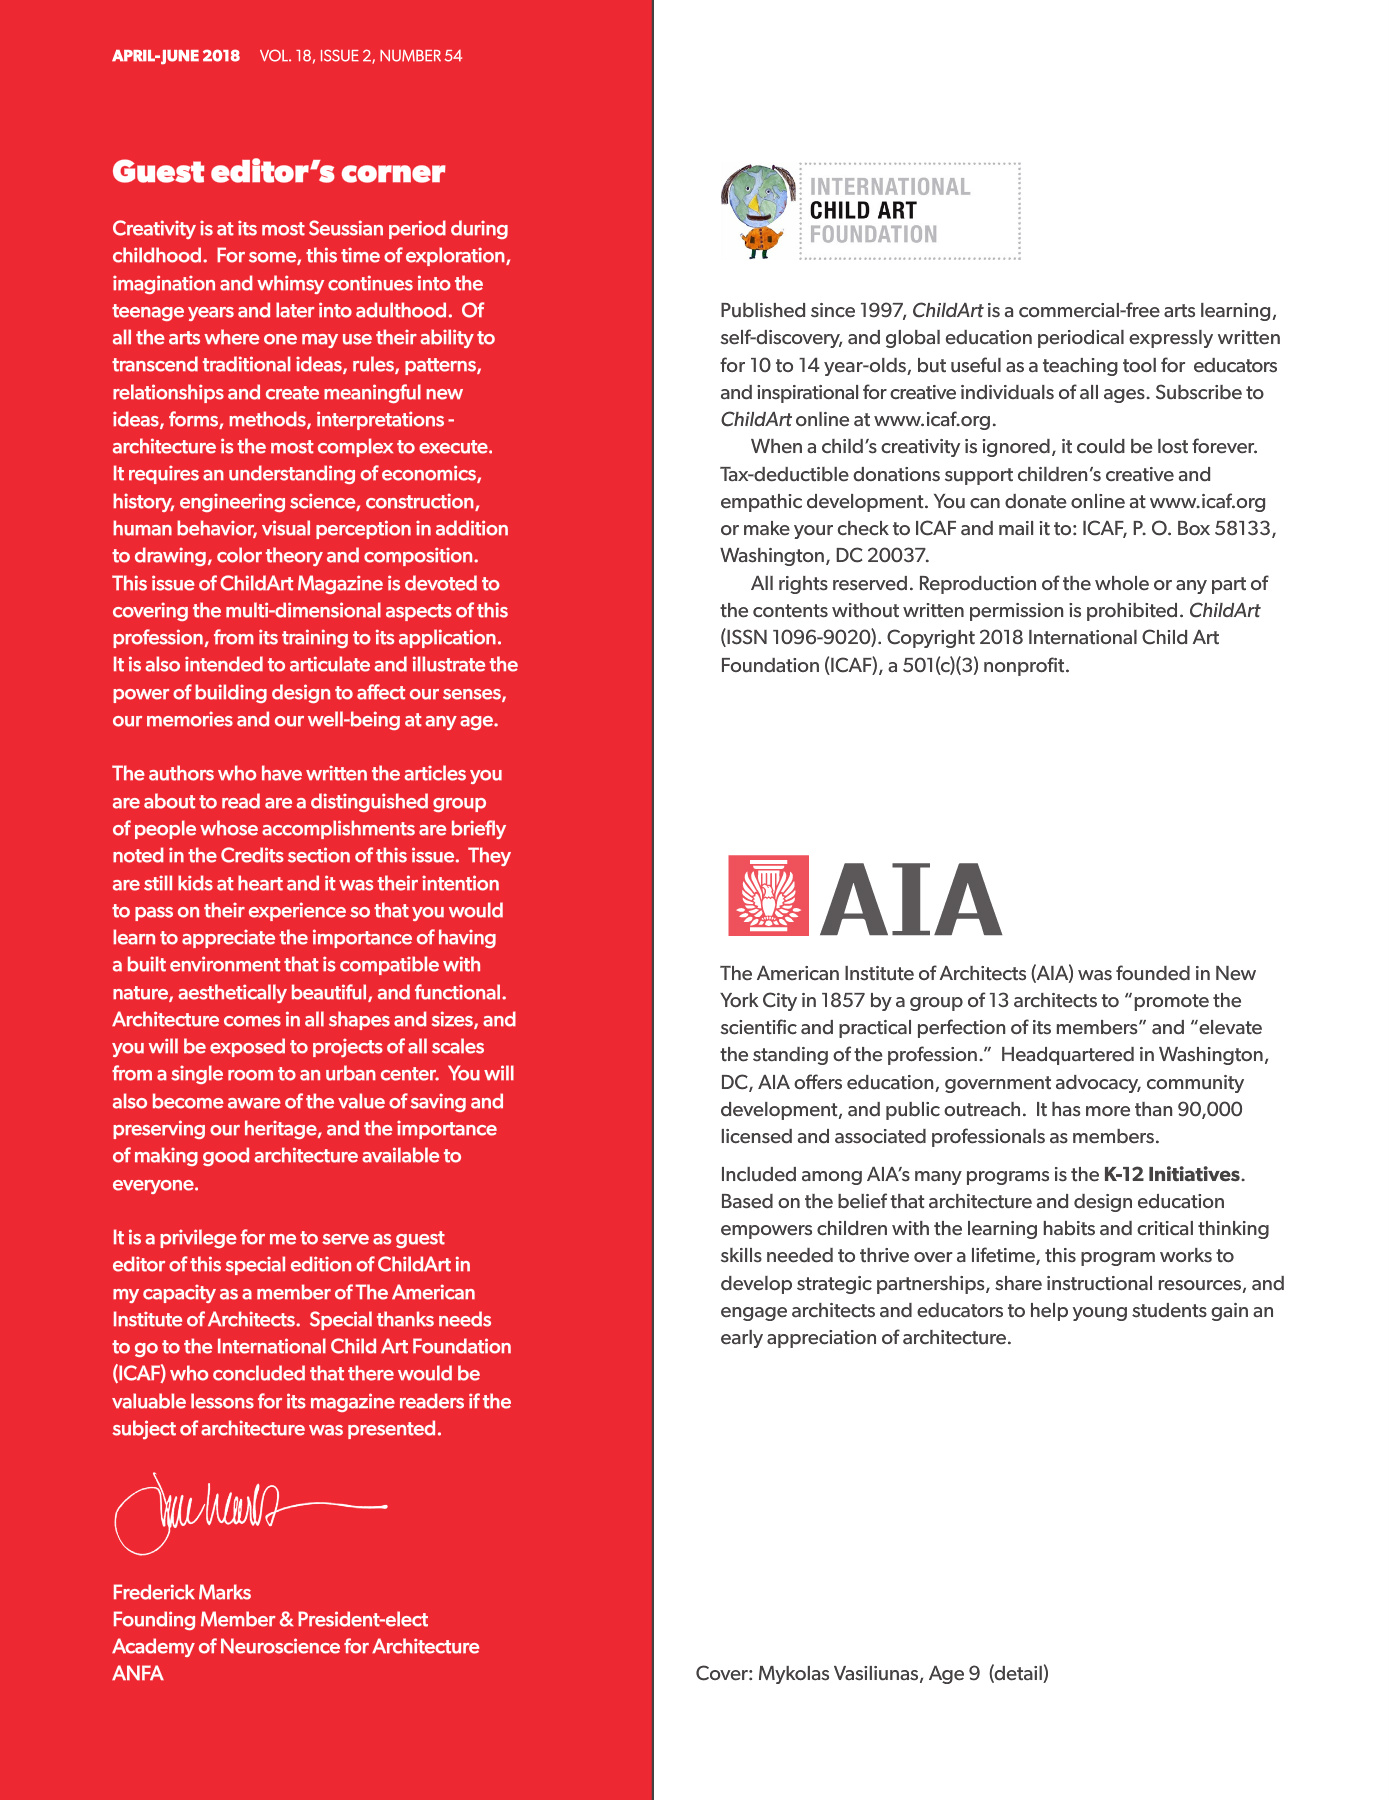 APRIL-JUNE 2018 VOL. 18, ISSUE 2, NUMBER 54
Guest editor's corner
Creativity is at its most Seussian period during
childhood. For some, this time of exploration,
imagination and whimsy continues into the
teenage years and later into adulthood. Of
all the arts where one may use their ability to
transcend traditional ideas, rules, patterns,
relationships and create meaningful new
ideas, forms, methods, interpretations -
architecture is the most complex to execute.
It requires an understanding of economics,
history, engineering science, construction,
human behavior, visual perception in addition
to drawing, color theory and composition.
This issue of ChildArt Magazine is devoted to
covering the multi-dimensional aspects of this
profession, from its training to its application.
It is also intended to articulate and illustrate the
power of building design to affect our senses,
our memories and our well-being at any age.
The authors who have written the articles you
are about to read are a distinguished group
of people whose accomplishments are briefly
noted in the Credits section of this issue. They
are still kids at heart and it was their intention
to pass on their experience so that you would
learn to appreciate the importance of having
a built environment that is compatible with
nature, aesthetically beautiful, and functional.
Architecture comes in all shapes and sizes, and
you will be exposed to projects of all scales
from a single room to an urban center. You will
also become aware of the value of saving and
preserving our heritage, and the importance
of making good architecture available to
everyone.
It is a privilege for me to serve as guest
editor of this special edition of ChildArt in
my capacity as a member of The American
Institute of Architects. Special thanks needs
to go to the International Child Art Foundation
(ICAF) who concluded that there would be
valuable lessons for its magazine readers if the
subject of architecture was presented.
Frederick Marks
Founding Member & President-elect
Academy of Neuroscience for Architecture
ANFA
INTERNATIONAL
CHILD ART
FOUNDATION
Published since 1997, ChildArt is a commercial-free arts learning,
self-discovery, and global education periodical expressly written
for 10 to 14 year-olds, but useful as a teaching tool for educators
and inspirational for creative individuals of all ages. Subscribe to
ChildArt online at www.icaf.org.
When a child's creativity is ignored, it could be lost forever.
Tax-deductible donations support children's creative and
empathic development. You can donate online at www.icaf.org
or make your check to ICAF and mail it to: ICAF, P. O. Box 58133,
Washington, DC 20037.
All rights reserved. Reproduction of the whole or any part of
the contents without written permission is prohibited. ChildArt
(ISSN 1096-9020). Copyright 2018 International Child Art
Foundation (ICAF), a 501(c)(3) nonprofit.
AIA
The American Institute of Architects (AIA) was founded in New
York City in 1857 by a group of 13 architects to “promote the
scientific and practical perfection of its members” and “elevate
the standing of the profession.” Headquartered in Washington,
DC, AIA offers education, government advocacy, community
development, and public outreach. It has more than 90,000
licensed and associated professionals as members.
Included among AIA's many programs is the K-12 Initiatives.
Based on the belief that architecture and design education
empowers children with the learning habits and critical thinking
skills needed to thrive over a lifetime, this program works to
develop strategic partnerships, share instructional resources, and
engage architects and educators to help young students gain an
early appreciation of architecture.
Cover: Mykolas Vasiliunas, Age 9 (detail)